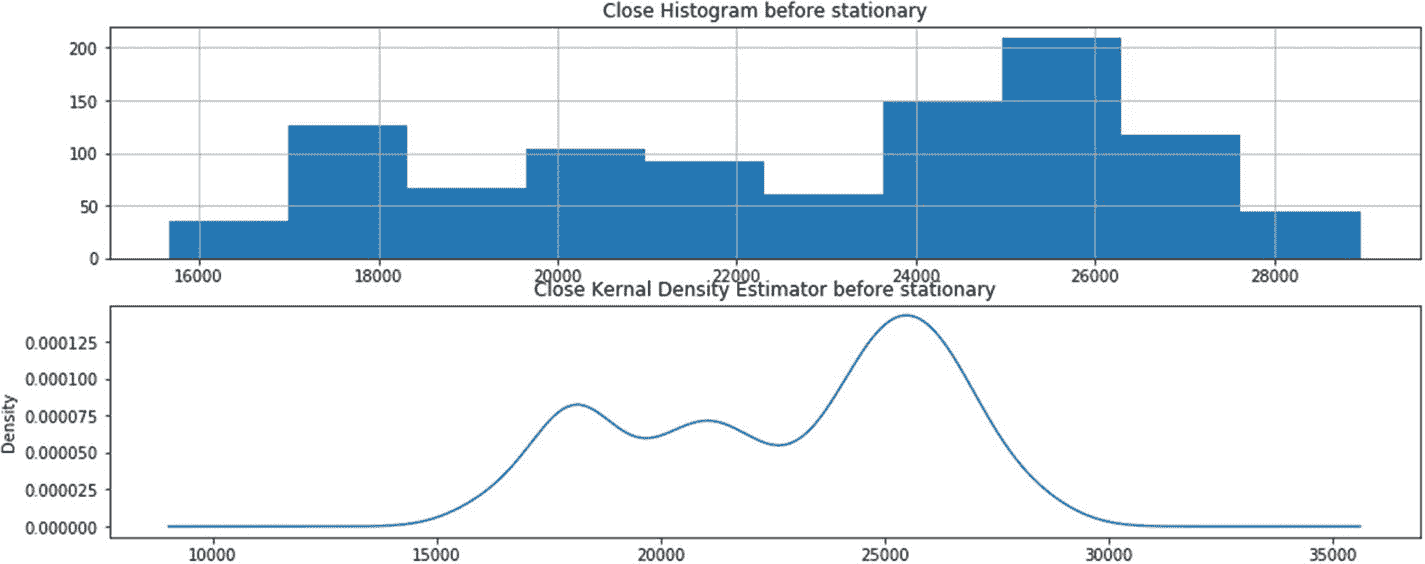 Close Histogram before stationary
200
150
100
50
0
16000 18000 20000 22000 24000 26000 28000
Close Kernal Density Estimator before stationary
0.000125
0.000100
0.000075
0.000050
0.000025
0.000000
Density
10000 15000 20000 25000 30000 35000